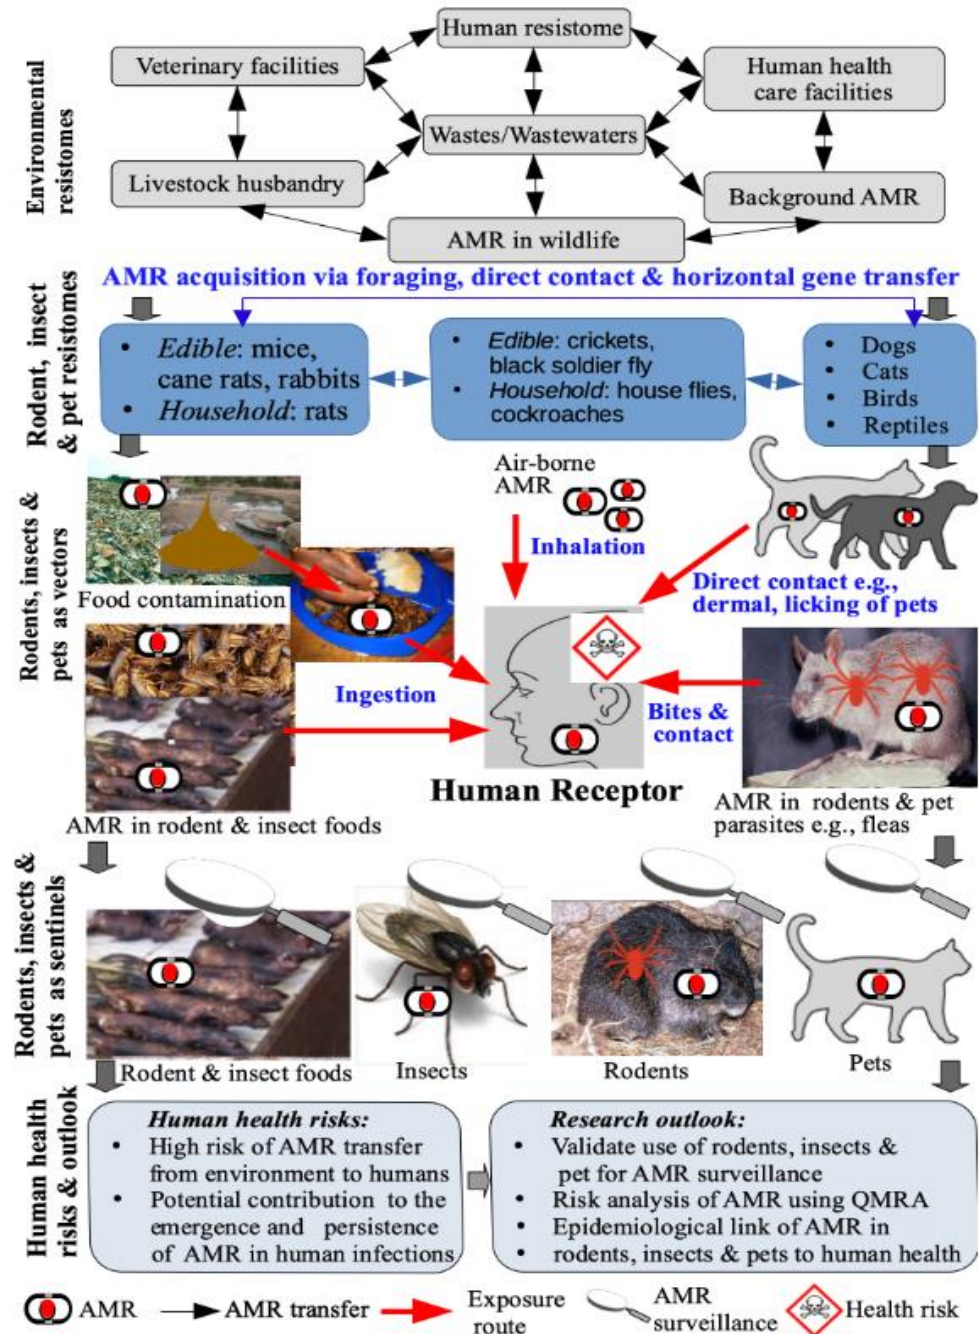 Environmental
resistomes
Human resistome
Veterinary facilities
Human health
care facilities
Wastes/Wastewaters
Livestock husbandry
Background AMR
AMR in wildlife
Rodent, insect
& pet resistomes
AMR acquisition via foraging, direct contact & horizontal gene transfer
• Edible: mice,
cane rats, rabbits
• Household: rats
• Edible: crickets,
black soldier fly
• Household: house flies,
cockroaches
• Dogs
• Cats
• Birds
• Reptiles
Rodents, insects &
pets as vectors
Air-borne
AMR
Inhalation
Food contamination
Direct contact e.g.,
dermal, licking of pets
Ingestion
Bites &
contact
Human Receptor
AMR in rodent & insect foods
AMR in rodents & pet
parasites e.g., fleas
Rodents, insects &
pets as sentinels
Rodent & insect foods
Insects
Rodents
Pets
Human health
risks & outlook
Human health risks:
• High risk of AMR transfer
from environment to humans
• Potential contribution to the
emergence and persistence
of AMR in human infections
Research outlook:
• Validate use of rodents, insects &
pet for AMR surveillance
• Risk analysis of AMR using QMRA
• Epidemiological link of AMR in
• rodents, insects & pets to human health
AMR
AMR transfer
Exposure
route
AMR
surveillance
Health risk